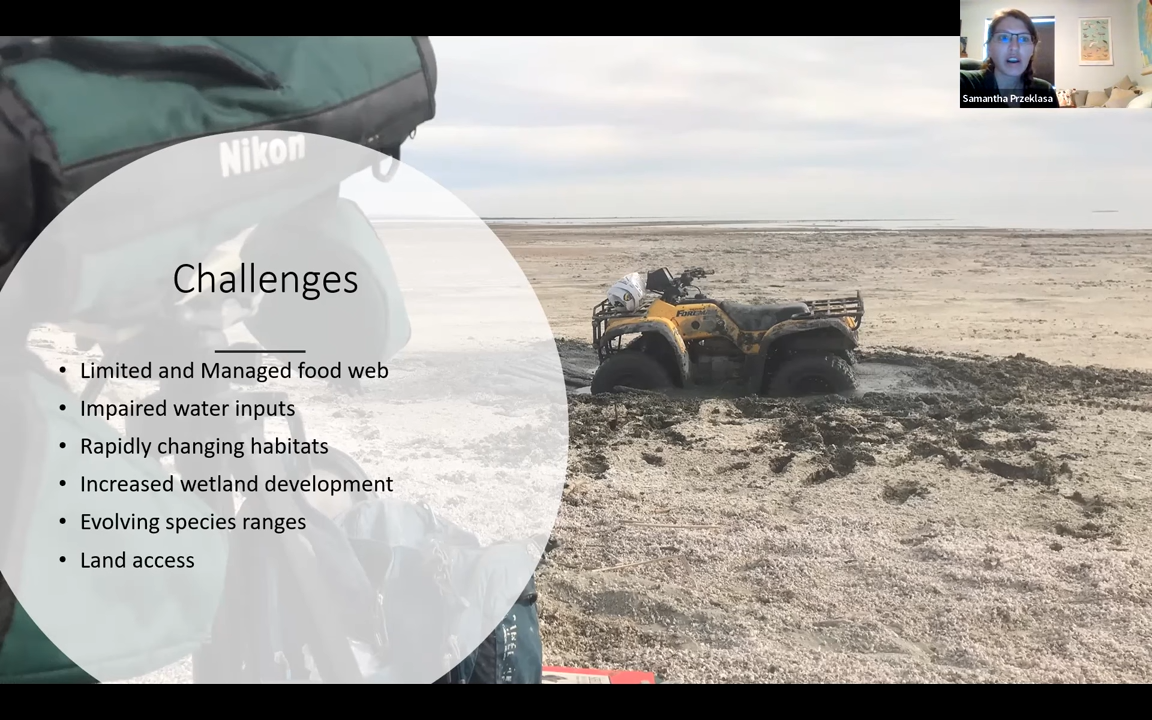 Samantha Przeklasa
Nikon
Challenges
• Limited and Managed food web
• Impaired water inputs
• Rapidly changing habitats
• Increased wetland development
• Evolving species ranges
• Land access